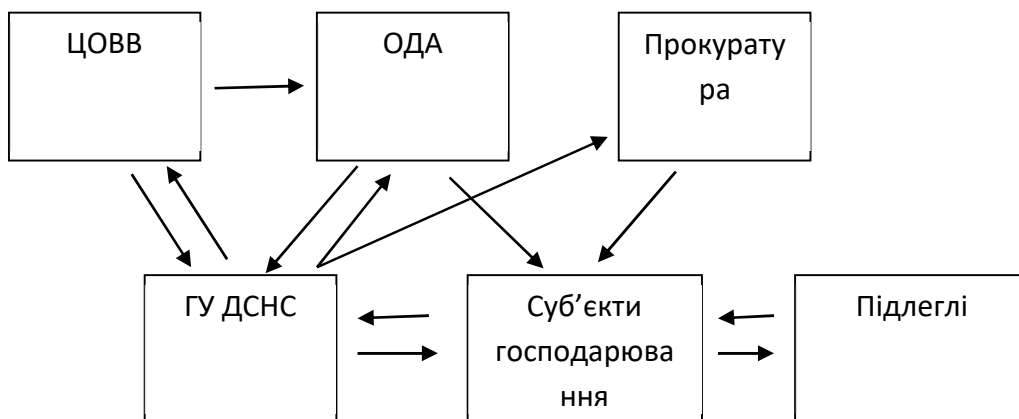 ЦОВВ
ОДА
Прокурату
ра
ГУ ДСНС
Суб’єкти
господарюва
ння
Підлеглі